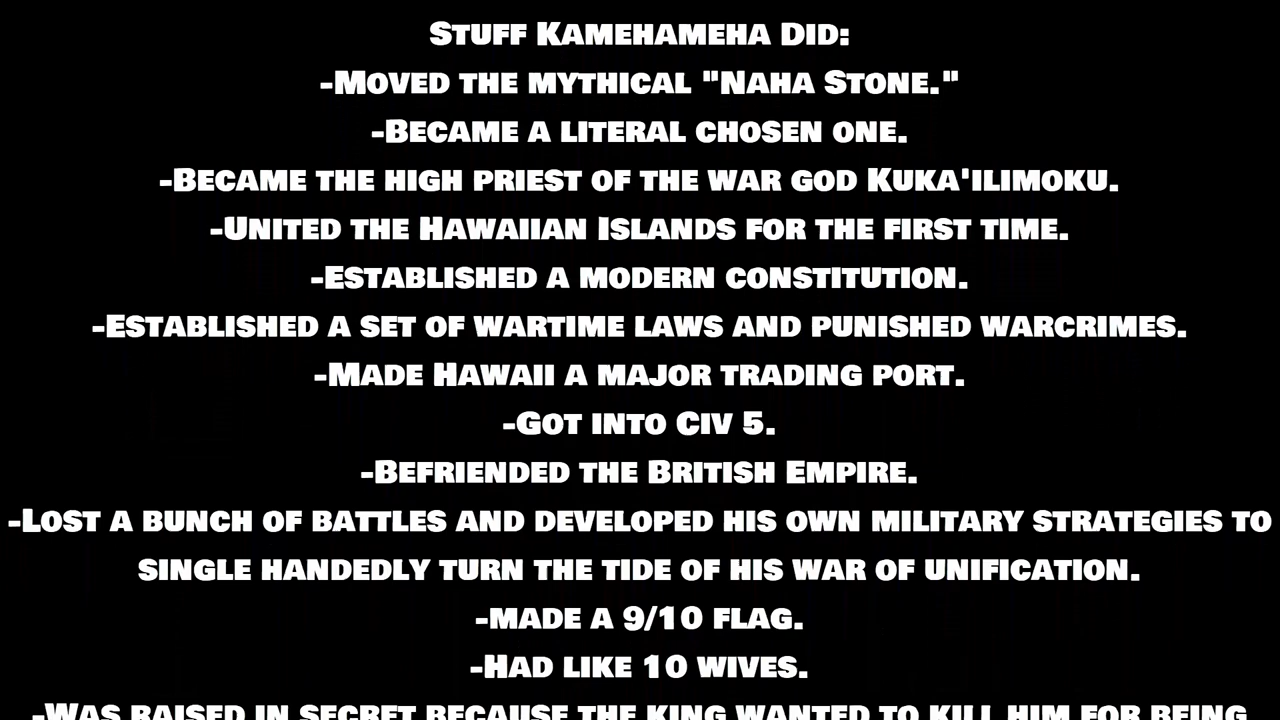 Stuff Kamehameha Did:
-Moved the mythical "Naha Stone."
-Became a literal chosen one.
-Became the high priest of the war god Kuka'ilimoku.
-United the Hawaiian Islands for the first time.
-Established a modern constitution.
-Established a set of wartime laws and punished warcrimes.
-Made Hawaii a major trading port.
-Got into Civ 5.
-Befriended the British Empire.
-Lost a bunch of battles and developed his own military strategies to
single handedly turn the tide of his war of unification.
-made a 9/10 flag.
-Had like 10 wives.
-Was raised in secret because the king wanted to kill him for being